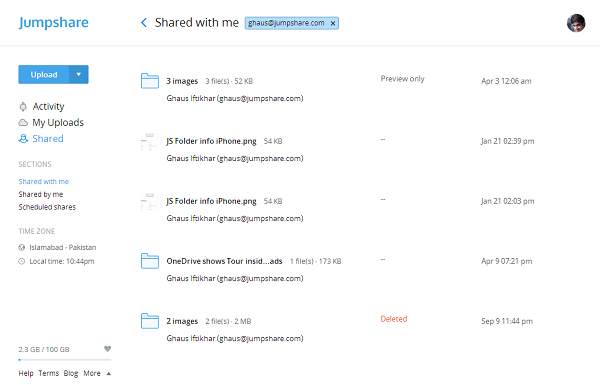 Jumpshare
Shared with me ghaus@jumpshare.com ×
Upload
Activity
My Uploads
Shared
SECTIONS
Shared with me
Shared by me
Scheduled shares
TIME ZONE
Islamabad - Pakistan
Local time: 10:44pm
2.3 GB / 100 GB
Help Terms Blog More
3 images 3 file(s) · 52 KB Preview only Apr 3 12:06 am
Ghaus Iftikhar (ghaus@jumpshare.com)
JS Folder info iPhone.png 54 KB -- Jan 21 02:39 pm
Ghaus Iftikhar (ghaus@jumpshare.com)
JS Folder info iPhone.png 54 KB -- Jan 21 02:03 pm
Ghaus Iftikhar (ghaus@jumpshare.com)
OneDrive shows Tour insid...ads 1 file(s) · 173 KB -- Apr 9 07:21 pm
Ghaus Iftikhar (ghaus@jumpshare.com)
2 images 2 file(s) · 2 MB Deleted Sep 9 11:44 pm
Ghaus Iftikhar (ghaus@jumpshare.com)